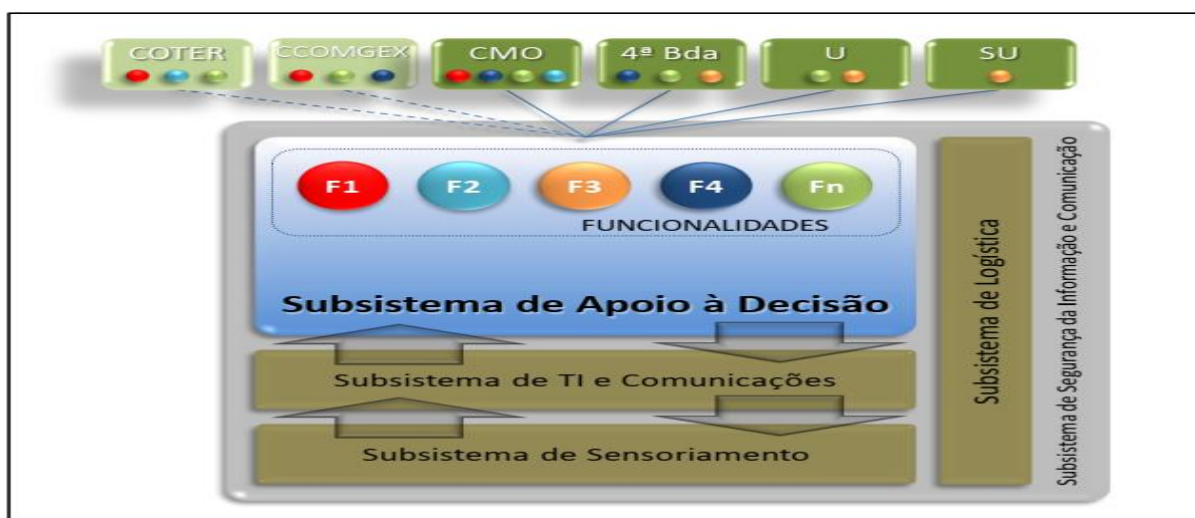 COTER
CCOMGEX
CMO
4ª Bda
U
SU
F1
F2
F3
F4
Fn
FUNCIONALIDADES
Subsistema de Apoio à Decisão
Subsistema de TI e Comunicações
Subsistema de Sensoriamento
Subsistema de Logística
Subsistema de Segurança da Informação e Comunicação